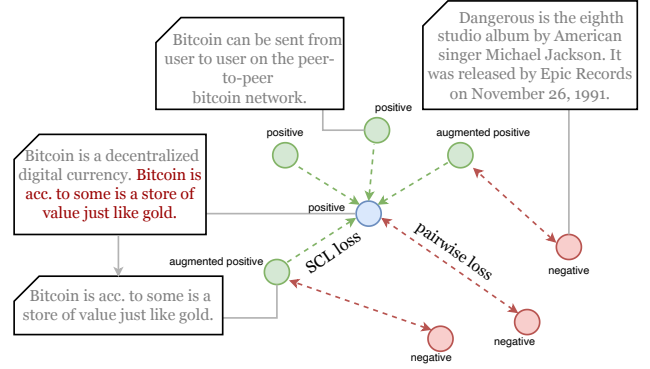 Bitcoin can be sent from
user to user on the peer-
to-peer
bitcoin network.
Dangerous is the eighth
studio album by American
singer Michael Jackson. It
was released by Epic Records
on November 26, 1991.
positive
positive
augmented positive
Bitcoin is a decentralized
digital currency. Bitcoin is
acc. to some is a store of
value just like gold.
positive
SCL loss
pairwise loss
augmented positive
negative
Bitcoin is acc. to some is a
store of value just like gold.
negative
negative